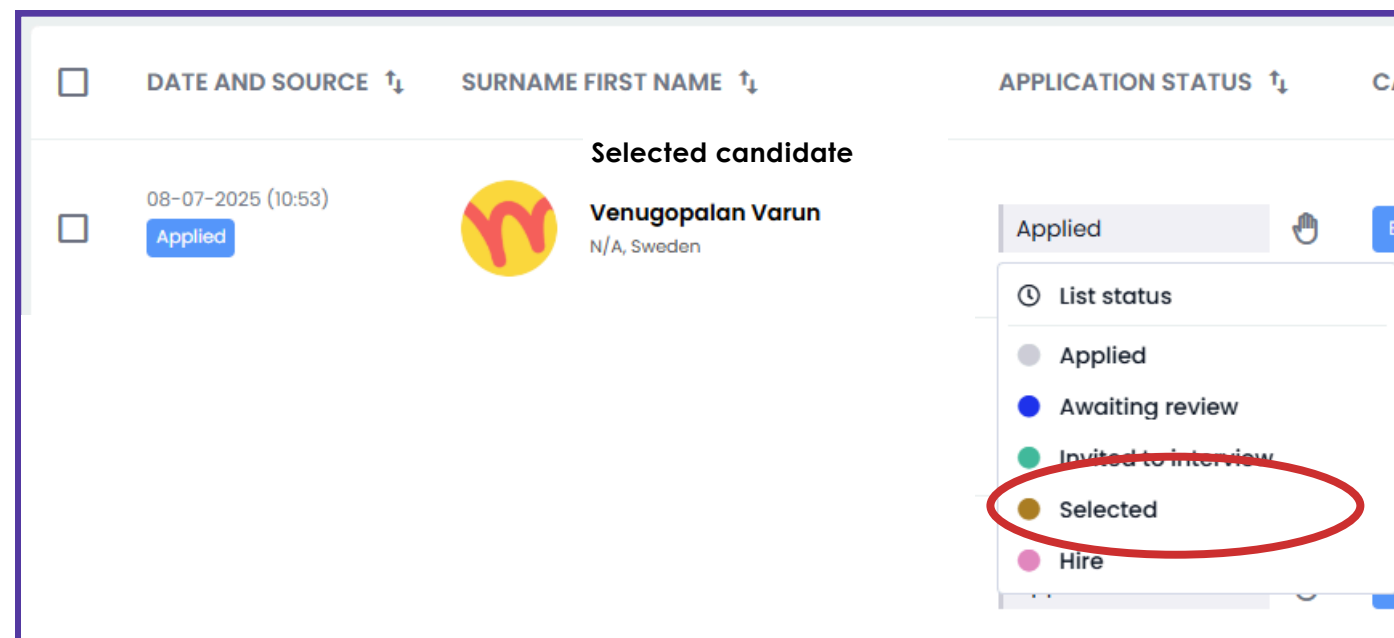 DATE AND SOURCE SURNAME FIRST NAME APPLICATION STATUS
Selected candidate
08-07-2025 (10:53)
Applied
Venugopalan Varun
N/A, Sweden
Applied
List status
Applied
Awaiting review
Invited to interview
Selected
Hire